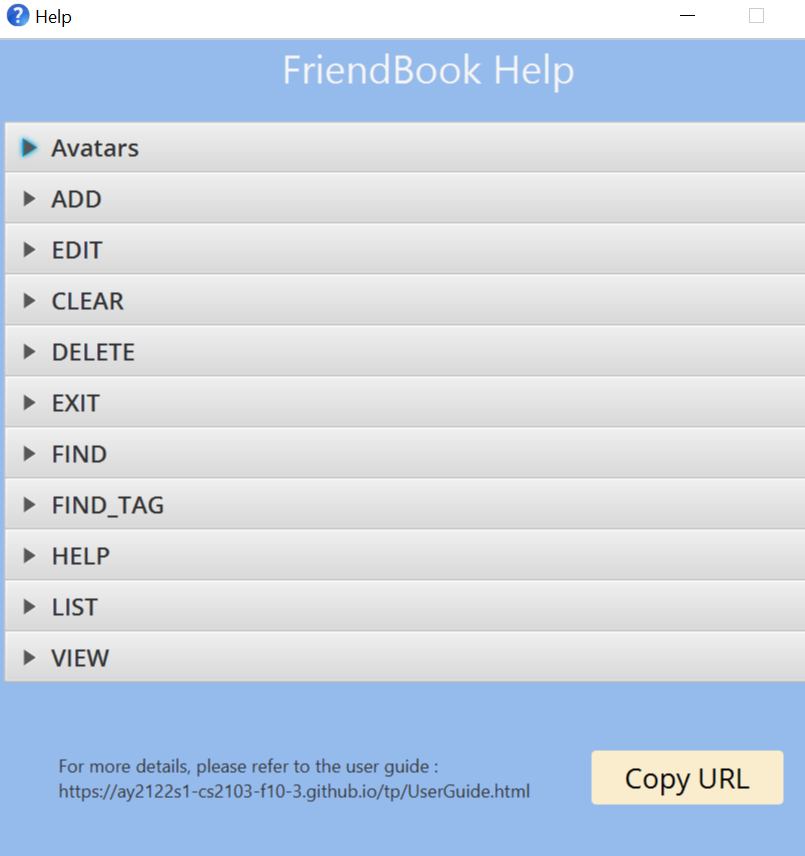 Help
FriendBook Help
Avatars
ADD
EDIT
CLEAR
DELETE
EXIT
FIND
FIND_TAG
HELP
LIST
VIEW
For more details, please refer to the user guide :
https://ay2122s1-cs2103-f10-3.github.io/tp/UserGuide.html
Copy URL